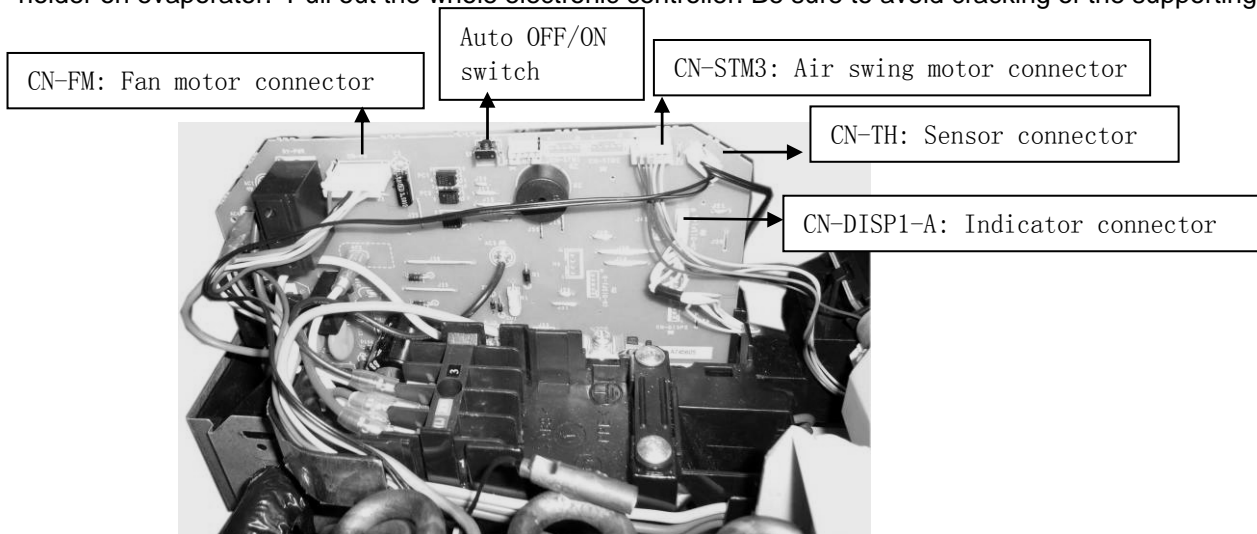 holder on evaporator. Pull out the whole electronic controller. Be sure to avoid cracking of the supporting
Auto OFF/ON
switch
CN-FM: Fan motor connector
CN-STM3: Air swing motor connector
CN-TH: Sensor connector
CN-DISP1-A: Indicator connector
3